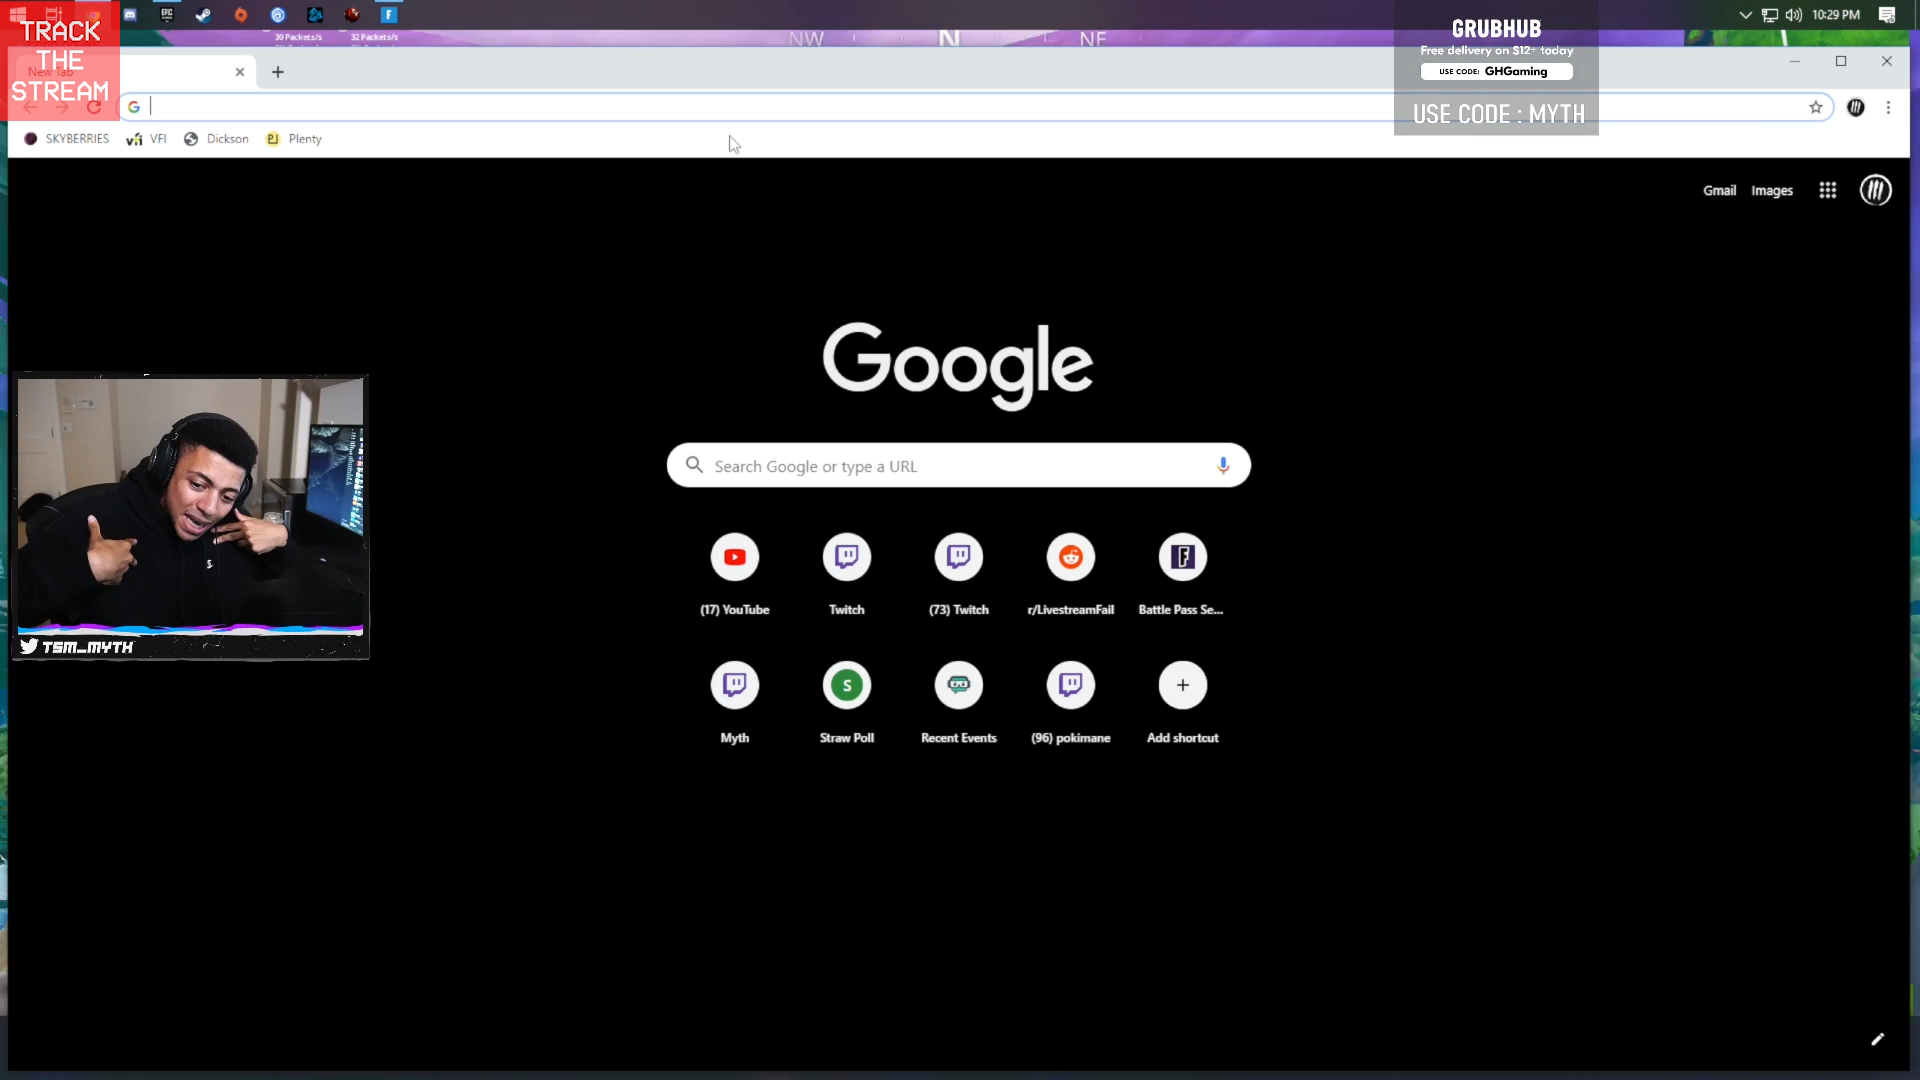 10:29 PM
30 Packets/s 32 Packets/s
NW N NE
TRACK
THE
STREAM
New Tab
GRUBHUB
Free delivery on $12+ today
USE CODE: GHGaming
USE CODE : MYTH
SKYBERRIES VFI Dickson Plenty
Gmail Images
Google
Search Google or type a URL
(17) YouTube Twitch (73) Twitch r/LivestreamFail Battle Pass Se...
Myth Straw Poll Recent Events (96) pokimane Add shortcut
TSM_MYTH